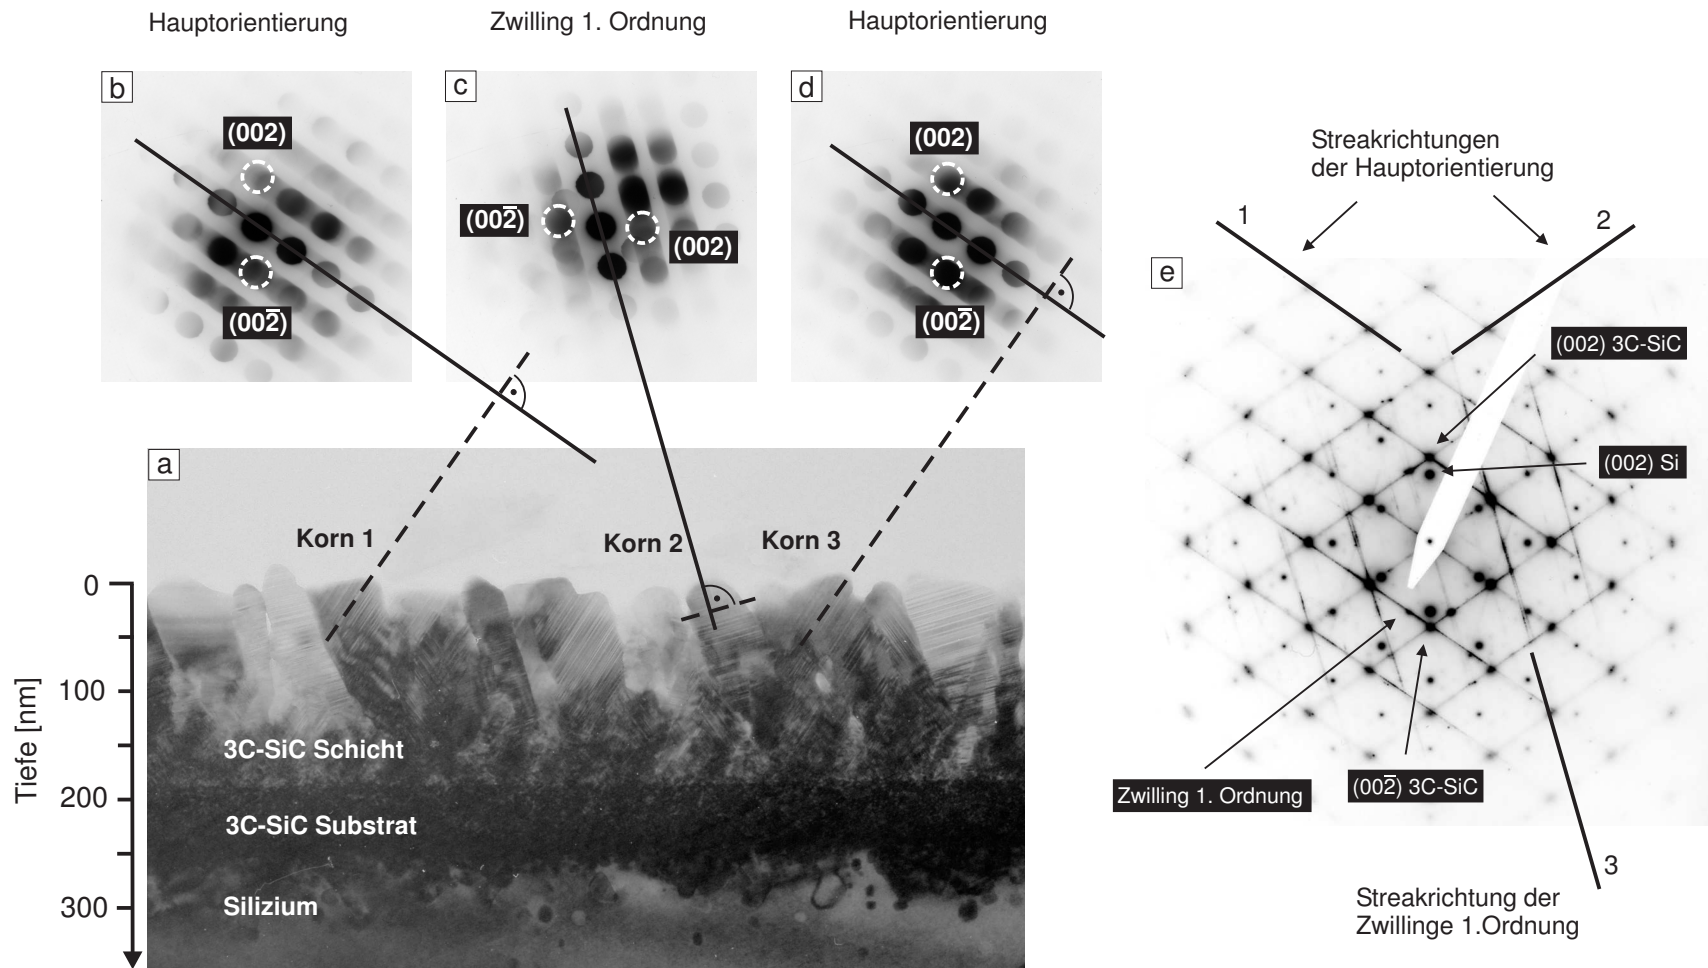 Hauptorientierung
Zwilling 1. Ordnung
Hauptorientierung
b
(002)
(002̅)
c
(002̅)
(002)
d
(002)
(002̅)
Streakrichtungen
der Hauptorientierung
1
2
e
(002) 3C-SiC
(002) Si
Zwilling 1. Ordnung
(002̅) 3C-SiC
3
Streakrichtung der
Zwillinge 1.Ordnung
a
Korn 1
Korn 2
Korn 3
Tiefe [nm]
0
100
200
300
3C-SiC Schicht
3C-SiC Substrat
Silizium